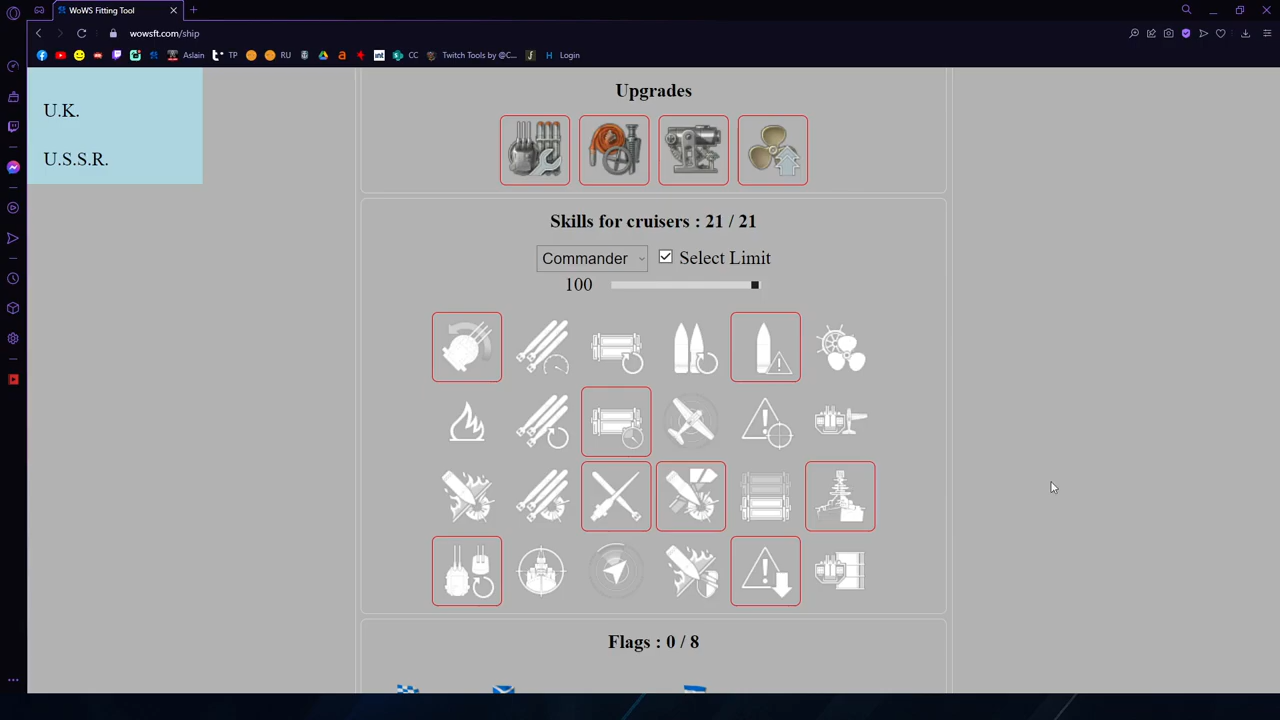 WoWS Fitting Tool
wowsft.com/ship
Aslain
TP
RU
int
CC
Twitch Tools by @C...
H Login
U.K.
U.S.S.R.
Upgrades
Skills for cruisers : 21 / 21
Commander
Select Limit
100
Flags : 0 / 8